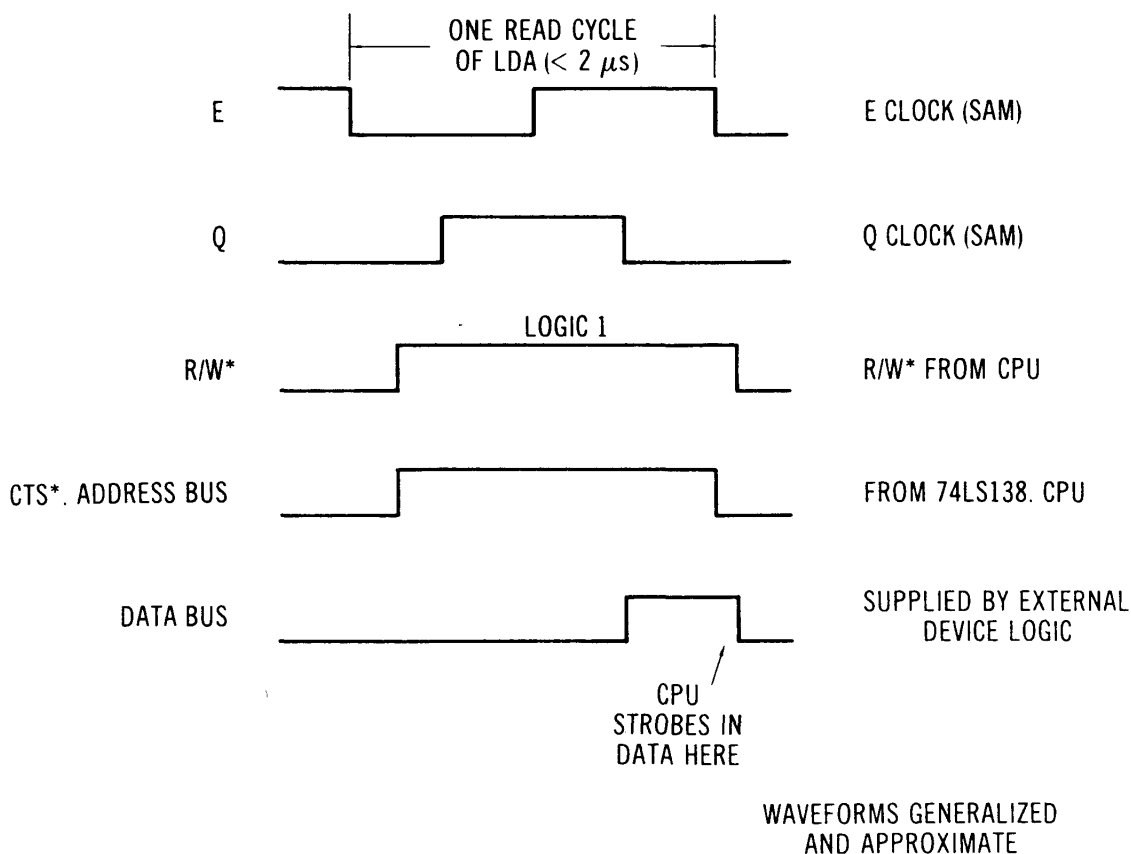 ONE READ CYCLE
OF LDA (< 2 μs)
E
E CLOCK (SAM)
Q
Q CLOCK (SAM)
LOGIC 1
R/W*
R/W* FROM CPU
CTS*. ADDRESS BUS
FROM 74LS138. CPU
DATA BUS
SUPPLIED BY EXTERNAL
DEVICE LOGIC
CPU
STROBES IN
DATA HERE
WAVEFORMS GENERALIZED
AND APPROXIMATE